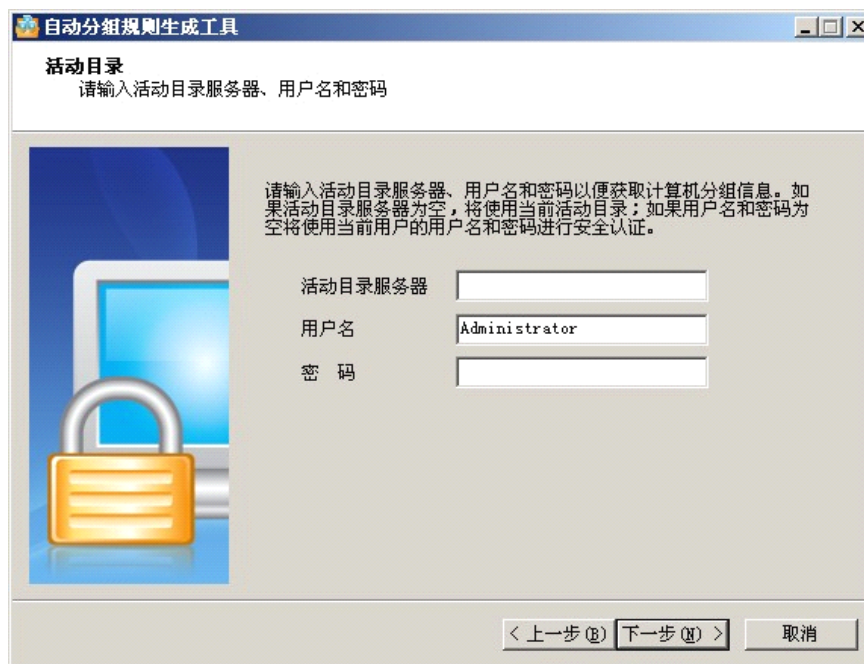 自动分组规则生成工具
活动目录
请输入活动目录服务器、用户名和密码
请输入活动目录服务器、用户名和密码以便获取计算机分组信息。如
果活动目录服务器为空，将使用当前活动目录；如果用户名和密码为
空将使用当前用户的用户名和密码进行安全认证。
活动目录服务器
用户名 Administrator
密 码
< 上一步(B) 下一步(N) > 取消